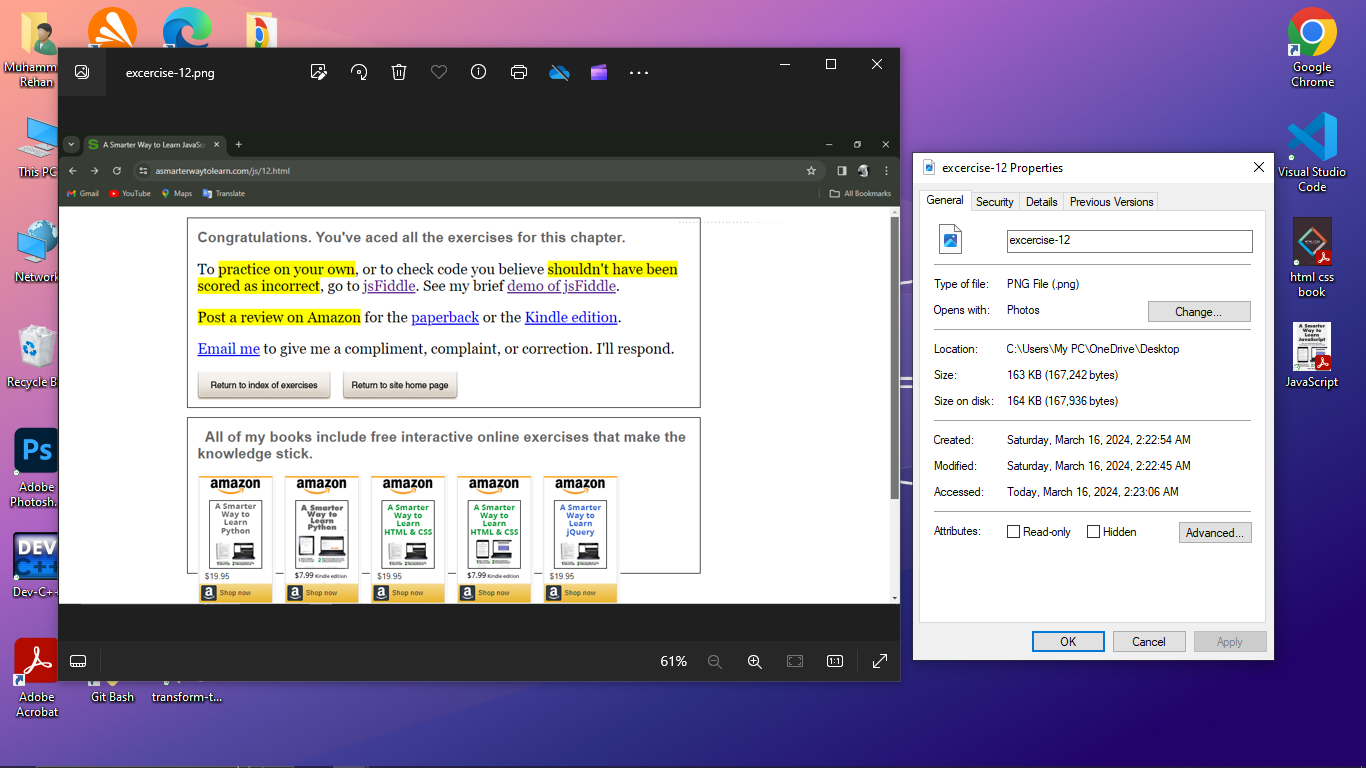 Muhamm...
Rehan
This PC
Network
Recycle B
Ps
Adobe
Photosh...
DEV
C++
Dev-C++
Adobe
Acrobat
Git Bash
transform-t...
excercise-12.png
A Smarter Way to Learn JavaSc
asmarterwaytolearn.com/js/12.html
Gmail
YouTube
Maps
Translate
All Bookmarks
Congratulations. You've aced all the exercises for this chapter.
To practice on your own, or to check code you believe shouldn't have been
scored as incorrect, go to jsFiddle. See my brief demo of jsFiddle.
Post a review on Amazon for the paperback or the Kindle edition.
Email me to give me a compliment, complaint, or correction. I'll respond.
Return to index of exercises
Return to site home page
All of my books include free interactive online exercises that make the
knowledge stick.
amazon
A Smarter
Way to
Learn
Python
$19.95
Shop now
amazon
A Smarter
Way to
Learn
Python
$7.99 Kindle edition
Shop now
amazon
A Smarter
Way to
Learn
HTML & CSS
$19.95
Shop now
amazon
A Smarter
Way to
Learn
HTML & CSS
$7.99 Kindle edition
Shop now
amazon
A Smarter
Way to
Learn
jQuery
$19.95
Shop now
61%
1:1
excercise-12 Properties
General
Security
Details
Previous Versions
excercise-12
Type of file: PNG File (.png)
Opens with: Photos
Change...
Location: C:\Users\My PC\OneDrive\Desktop
Size: 163 KB (167,242 bytes)
Size on disk: 164 KB (167,936 bytes)
Created: Saturday, March 16, 2024, 2:22:54 AM
Modified: Saturday, March 16, 2024, 2:22:45 AM
Accessed: Today, March 16, 2024, 2:23:06 AM
Attributes: Read-only Hidden
Advanced...
OK
Cancel
Apply
Google
Chrome
Visual Studio
Code
html css
book
A Smarter
Way to
Learn
JavaScript
JavaScript